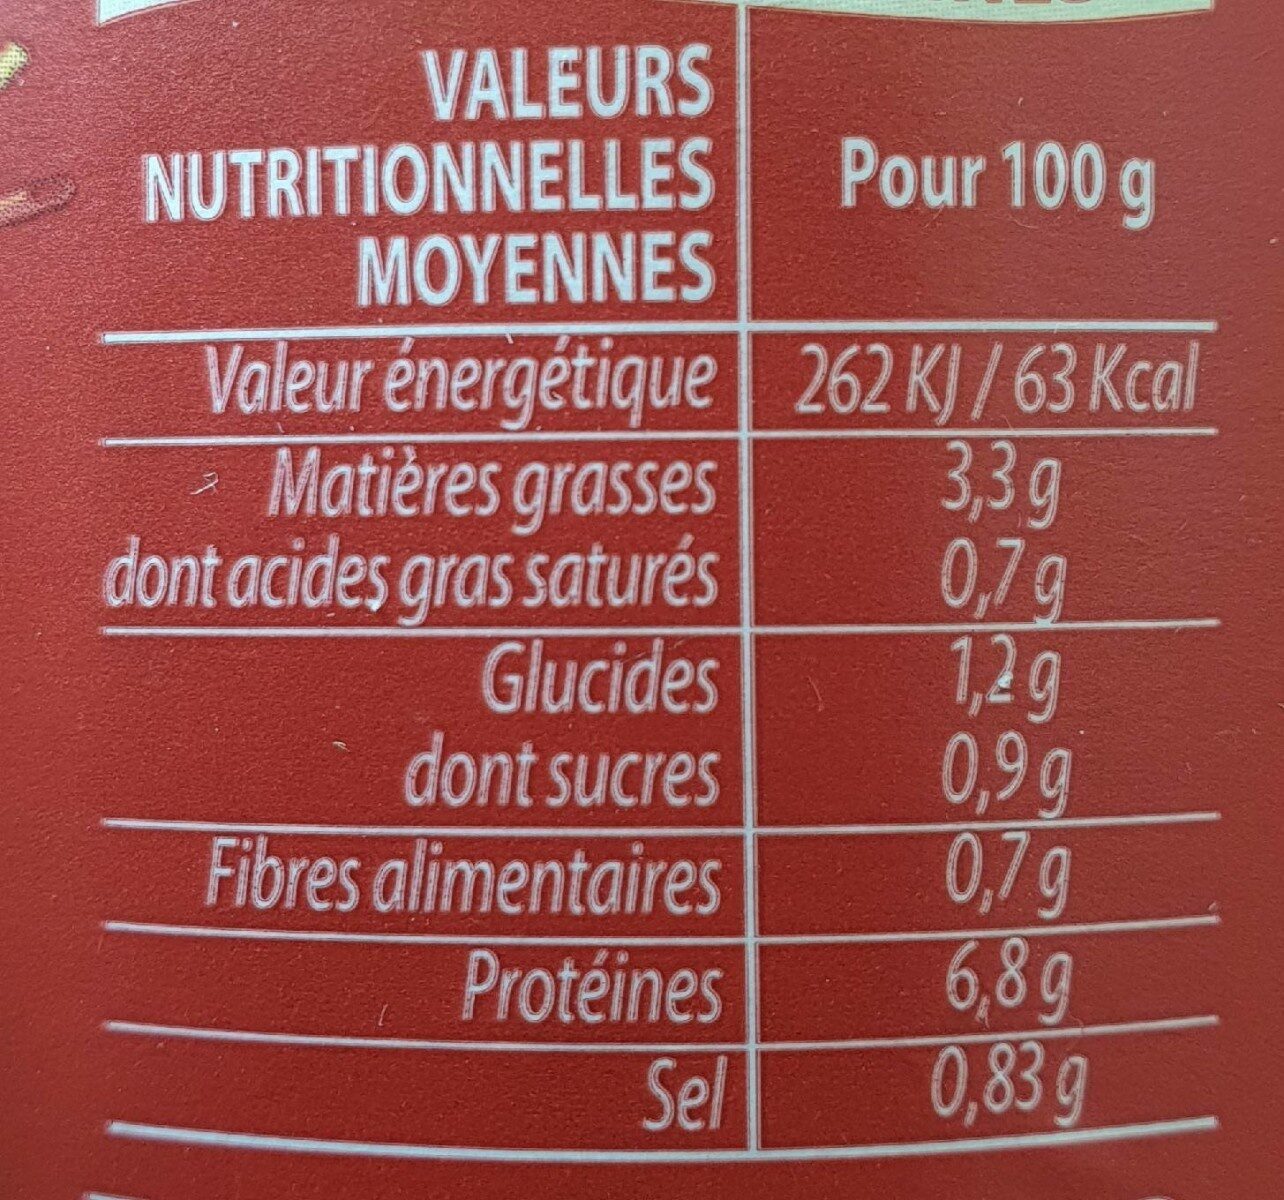 VALEURS
NUTRITIONNELLES
MOYENNES
Pour 100 g
Valeur énergétique 262 KJ / 63 Kcal
Matières grasses 3,3 g
dont acides gras saturés 0,7 g
Glucides 1,2 g
dont sucres 0,9 g
Fibres alimentaires 0,7 g
Protéines 6,8 g
Sel 0,83 g